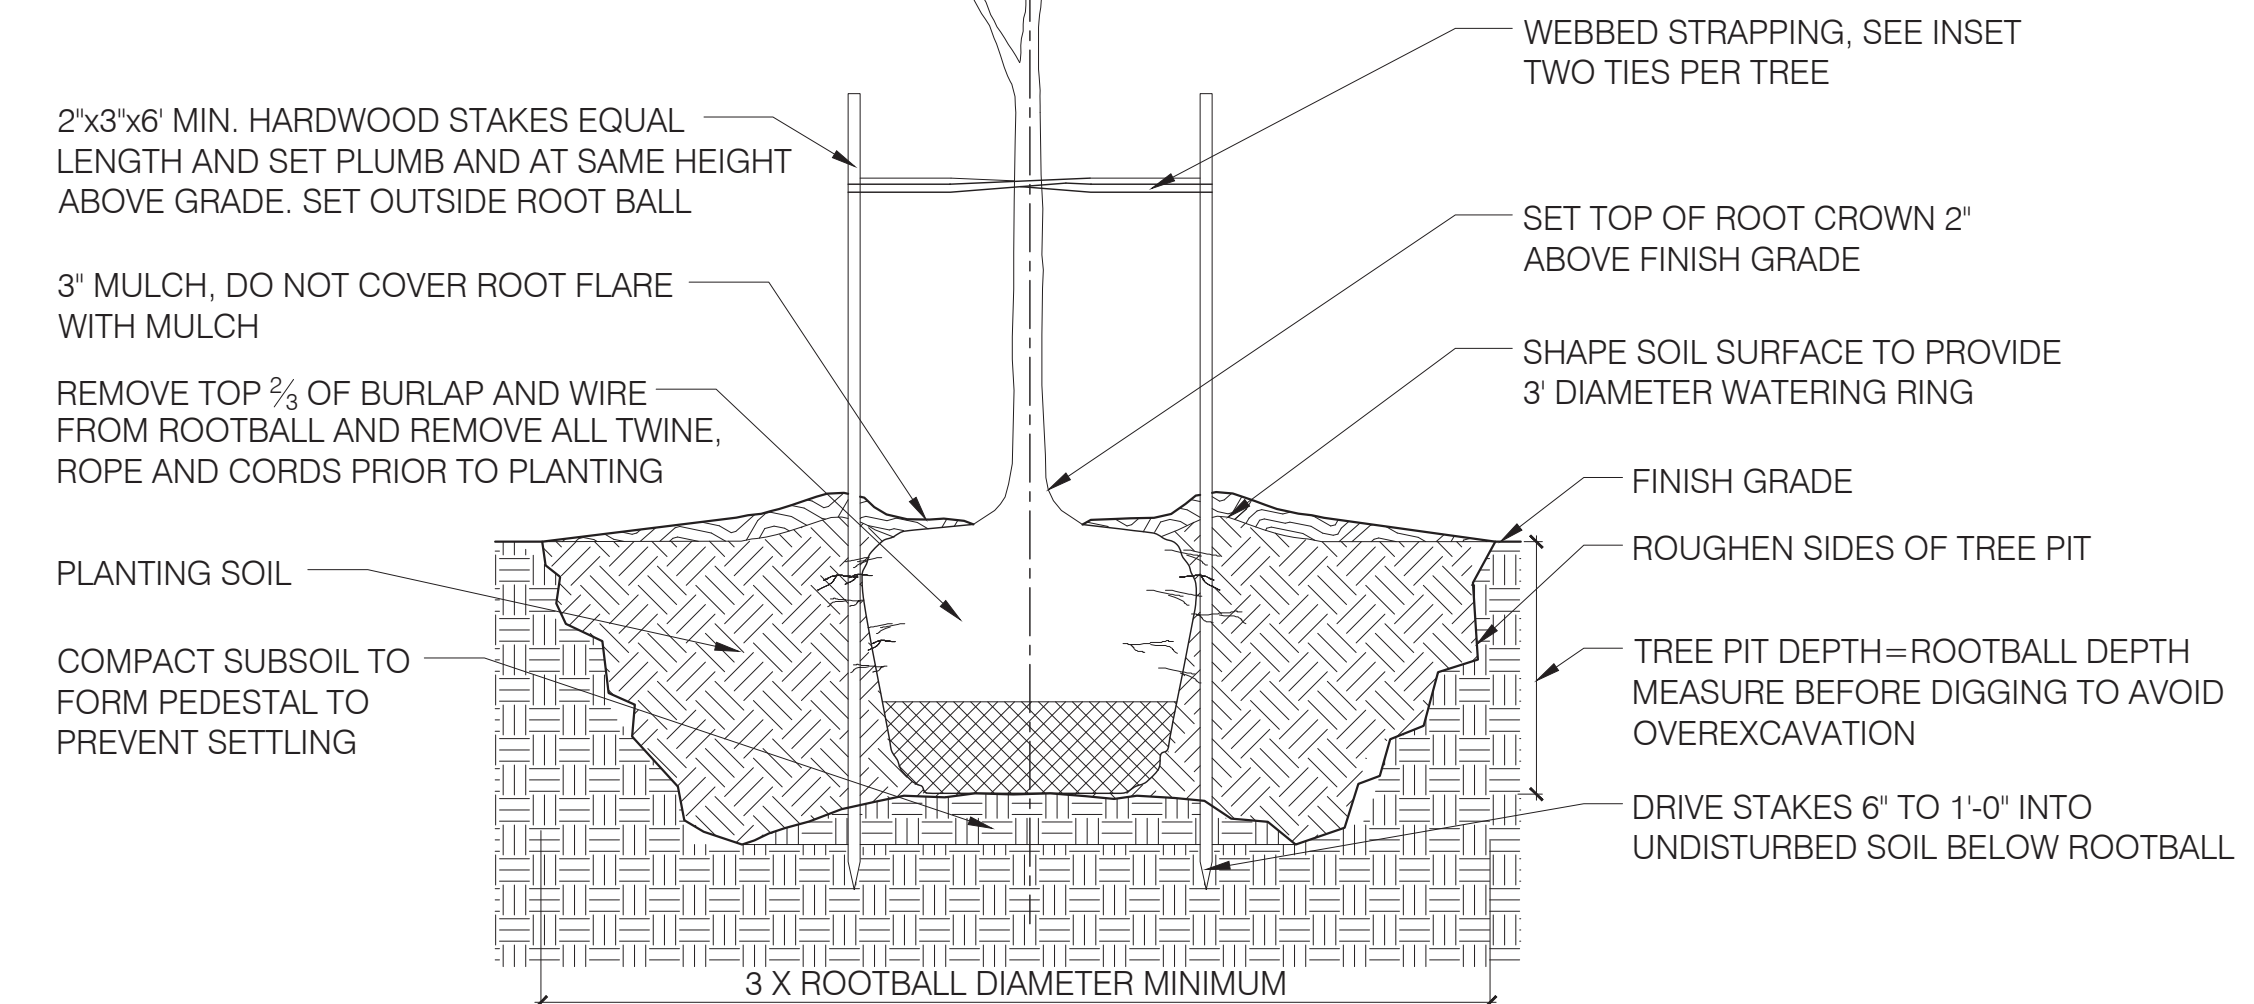 2"x3"x6' MIN. HARDWOOD STAKES EQUAL
LENGTH AND SET PLUMB AND AT SAME HEIGHT
ABOVE GRADE. SET OUTSIDE ROOT BALL
3" MULCH, DO NOT COVER ROOT FLARE
WITH MULCH
REMOVE TOP 2/3 OF BURLAP AND WIRE
FROM ROOTBALL AND REMOVE ALL TWINE,
ROPE AND CORDS PRIOR TO PLANTING
PLANTING SOIL
COMPACT SUBSOIL TO
FORM PEDESTAL TO
PREVENT SETTLING
WEBBED STRAPPING, SEE INSET
TWO TIES PER TREE
SET TOP OF ROOT CROWN 2"
ABOVE FINISH GRADE
SHAPE SOIL SURFACE TO PROVIDE
3' DIAMETER WATERING RING
FINISH GRADE
ROUGHEN SIDES OF TREE PIT
TREE PIT DEPTH=ROOTBALL DEPTH
MEASURE BEFORE DIGGING TO AVOID
OVEREXCAVATION
DRIVE STAKES 6" TO 1'-0" INTO
UNDISTURBED SOIL BELOW ROOTBALL
3 X ROOTBALL DIAMETER MINIMUM